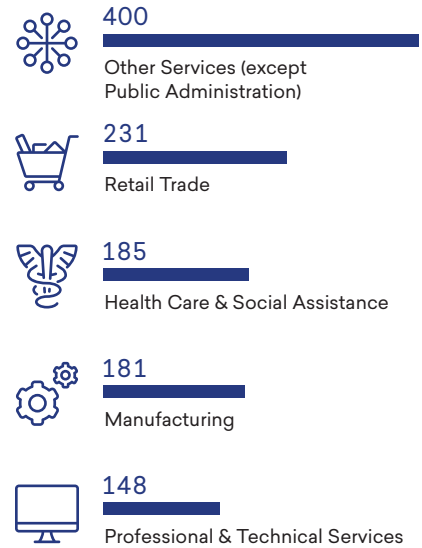 400
Other Services (except
Public Administration)
231
Retail Trade
185
Health Care & Social Assistance
181
Manufacturing
148
Professional & Technical Services